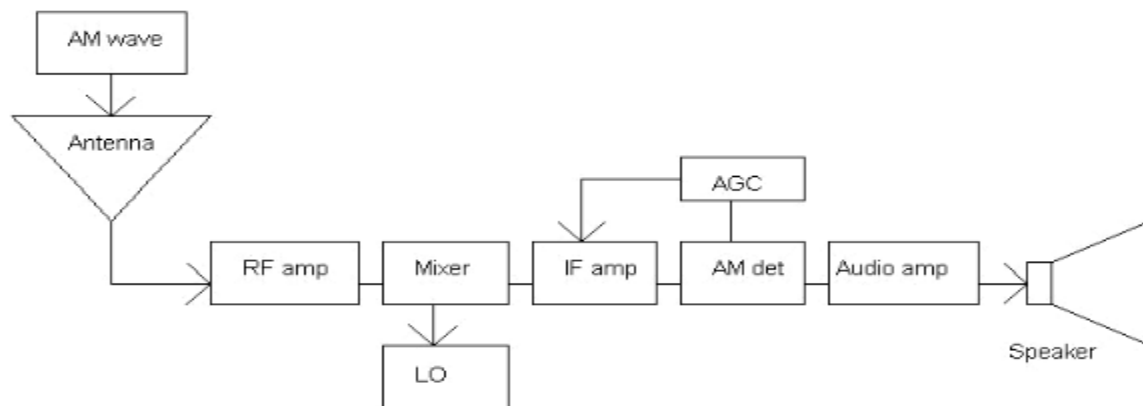 AM wave
Antenna
AGC
RF amp
Mixer
IF amp
AM det
Audio amp
Speaker
LO